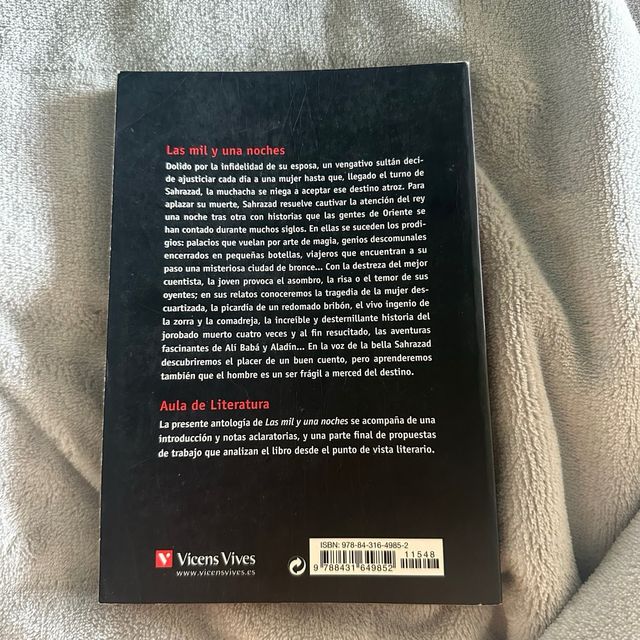 Las mil y una noches
Dolido por la infidelidad de su esposa, un vengativo sultán deci-
de ajusticiar cada día a una mujer hasta que, llegado el turno de
Sahrazad, la muchacha se niega a aceptar ese destino atroz. Para
aplazar su muerte, Sahrazad resuelve cautivar la atención del rey
una noche tras otra con historias que las gentes de Oriente se
han contado durante muchos siglos. En ellas se suceden los prodi-
gios: palacios que vuelan por arte de magia, genios descomunales
encerrados en pequeñas botellas, viajeros que encuentran a su
paso una misteriosa ciudad de bronce... Con la destreza del mejor
cuentista, la joven provoca el asombro, la risa o el temor de sus
oyentes; en sus relatos conoceremos la tragedia de la mujer des-
cuartizada, la picardía de un redomado bribón, el vivo ingenio de
la zorra y la comadreja, la increíble y desternillante historia del
jorobado muerto cuatro veces y al fin resucitado, las aventuras
fascinantes de Alí Babá y Aladín... En la voz de la bella Sahrazad
descubriremos el placer de un buen cuento, pero aprenderemos
también que el hombre es un ser frágil a merced del destino.
Aula de Literatura
La presente antología de Las mil y una noches se acompaña de una
introducción y notas aclaratorias, y una parte final de propuestas
de trabajo que analizan el libro desde el punto de vista literario.
Vicens Vives
www.vicensvives.es
ISBN: 978-84-316-4985-2
11548
9 788431 649852